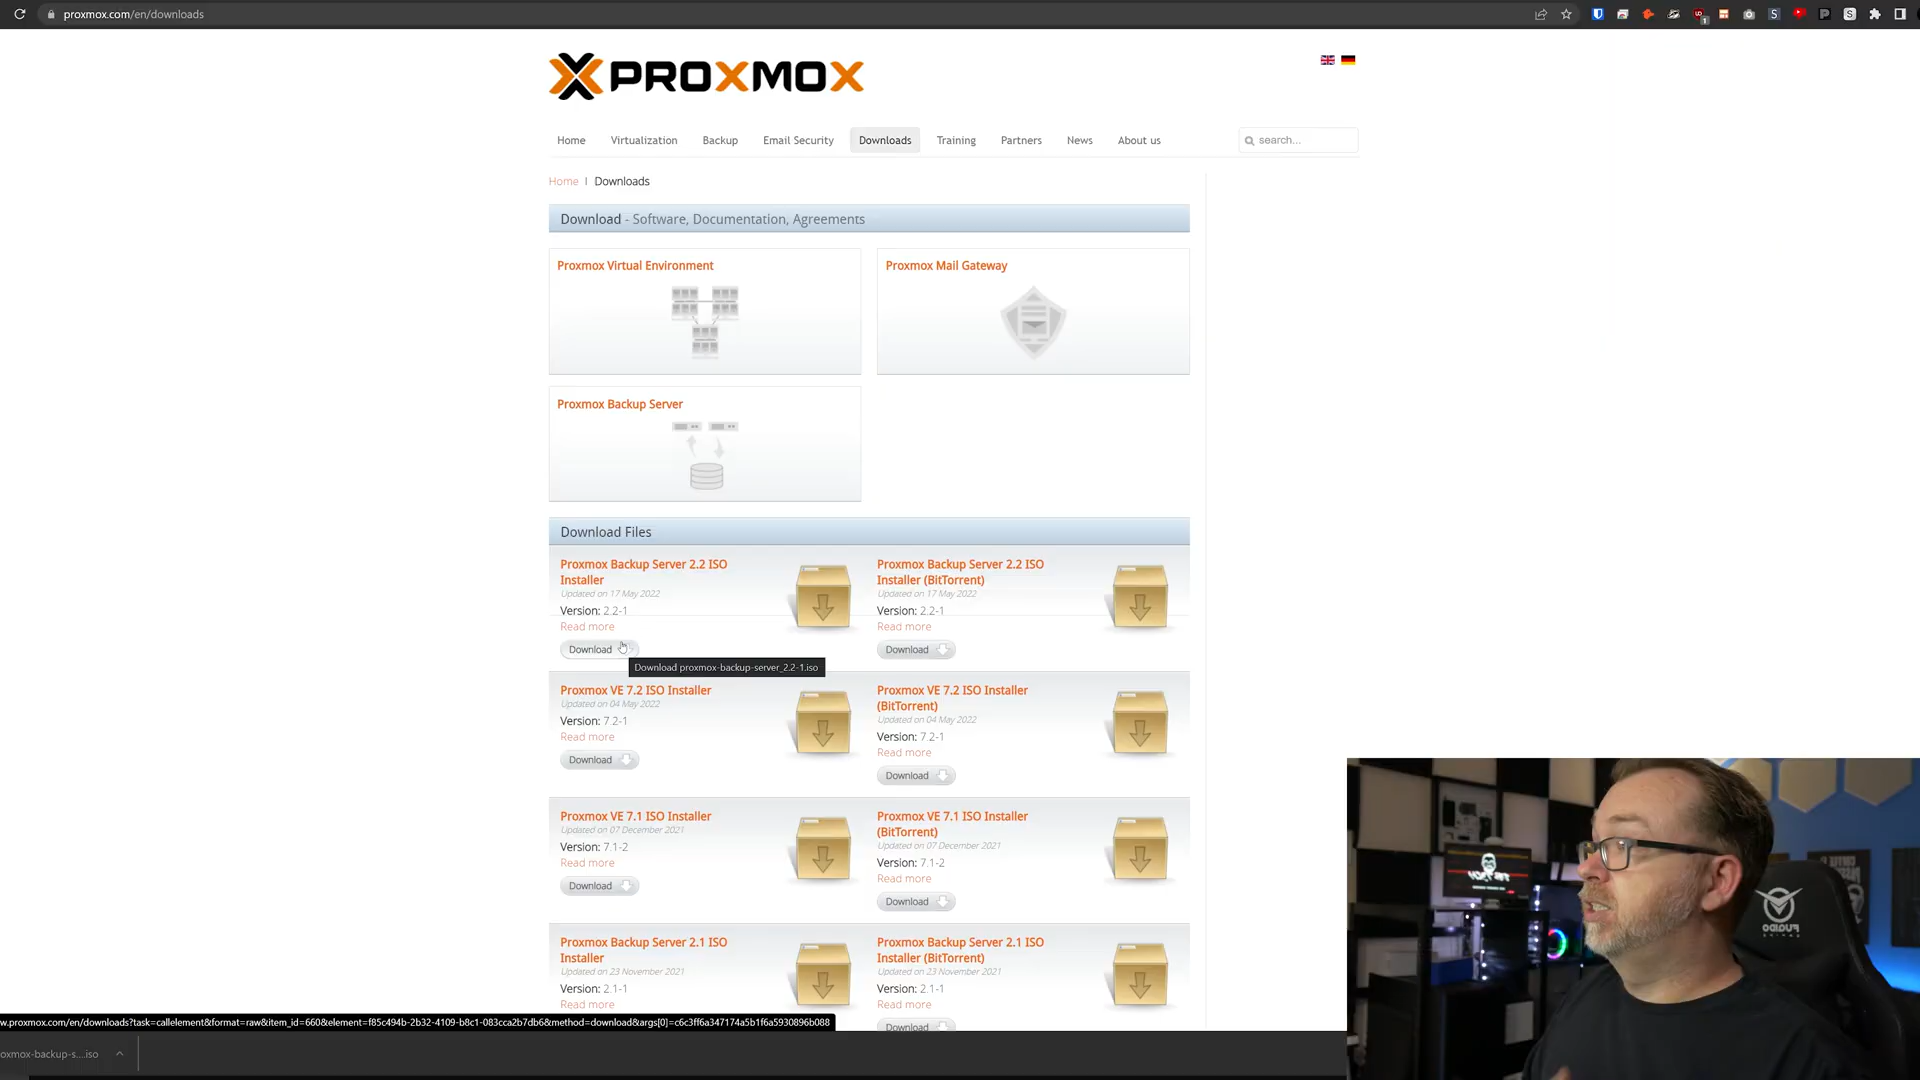 proxmox.com/en/downloads
PROXMOX
Home Virtualization Backup Email Security Downloads Training Partners News About us search...
Home | Downloads
Download - Software, Documentation, Agreements
Proxmox Virtual Environment
Proxmox Mail Gateway
Proxmox Backup Server
Download Files
Proxmox Backup Server 2.2 ISO
Installer
Updated on 17 May 2022
Version: 2.2-1
Read more
Download
Download proxmox-backup-server_2.2-1.iso
Proxmox Backup Server 2.2 ISO
Installer (BitTorrent)
Updated on 17 May 2022
Version: 2.2-1
Read more
Download
Proxmox VE 7.2 ISO Installer
Updated on 04 May 2022
Version: 7.2-1
Read more
Download
Proxmox VE 7.2 ISO Installer
(BitTorrent)
Updated on 04 May 2022
Version: 7.2-1
Read more
Download
Proxmox VE 7.1 ISO Installer
Updated on 07 December 2021
Version: 7.1-2
Read more
Download
Proxmox VE 7.1 ISO Installer
(BitTorrent)
Updated on 07 December 2021
Version: 7.1-2
Read more
Download
Proxmox Backup Server 2.1 ISO
Installer
Updated on 23 November 2021
Version: 2.1-1
Read more
Proxmox Backup Server 2.1 ISO
Installer (BitTorrent)
Updated on 23 November 2021
Version: 2.1-1
Read more
Download
w.proxmox.com/en/downloads?task=callelement&format=raw&item_id=660&element=f85c494b-2b32-4109-b8c1-083cca2b7db6&method=download&args[0]=c6c3ff6a347174a5b1f6a5930896b088
oxmox-backup-s....iso